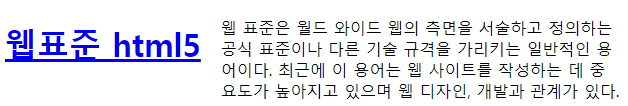 웹표준 html5
웹 표준은 월드 와이드 웹의 측면을 서술하고 정의하는
공식 표준이나 다른 기술 규격을 가리키는 일반적인 용
어이다. 최근에 이 용어는 웹 사이트를 작성하는 데 중
요도가 높아지고 있으며 웹 디자인, 개발과 관계가 있다.